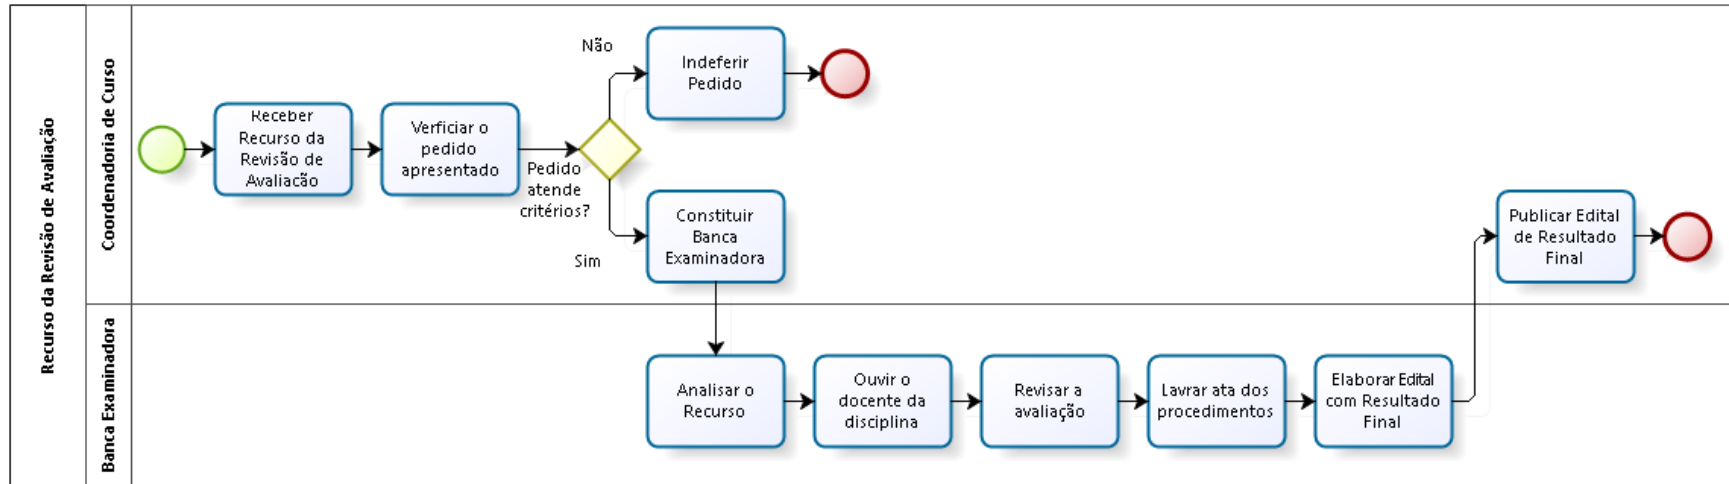 Recurso da Revisão de Avaliação
Coordenadoria de Curso
Receber
Recurso da
Revisão de
Avaliacão
Verficiar o
pedido
apresentado
Pedido
atende
critérios?
Não
Indeferir
Pedido
Sim
Constituir
Banca
Examinadora
Publicar Edital
de Resultado
Final
Banca Examinadora
Analisar o
Recurso
Ouvir o
docente da
disciplina
Revisar a
avaliação
Lavrar ata dos
procedimentos
Elaborar Edital
com Resultado
Final